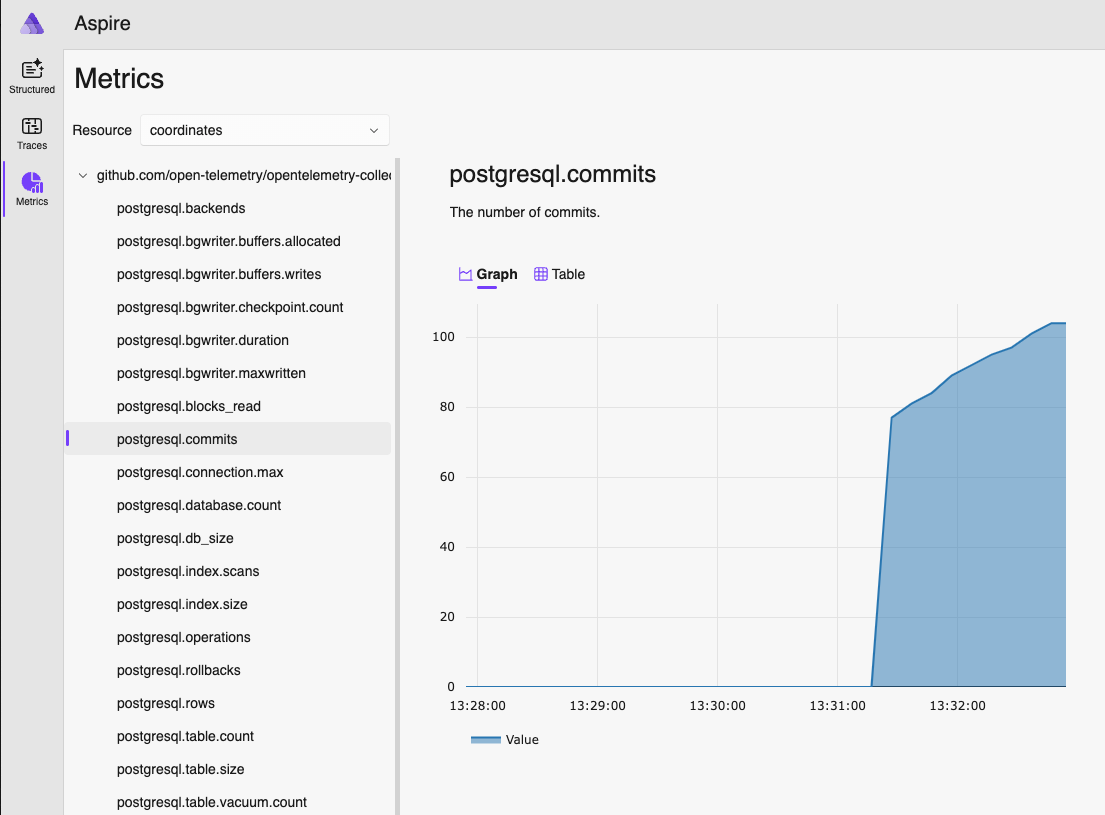 Aspire
Structured
Traces
Metrics
Metrics
Resource
coordinates
github.com/open-telemetry/opentelemetry-colle
postgresql.backends
postgresql.bgwriter.buffers.allocated
postgresql.bgwriter.buffers.writes
postgresql.bgwriter.checkpoint.count
postgresql.bgwriter.duration
postgresql.bgwriter.maxwritten
postgresql.blocks_read
postgresql.commits
postgresql.connection.max
postgresql.database.count
postgresql.db_size
postgresql.index.scans
postgresql.index.size
postgresql.operations
postgresql.rollbacks
postgresql.rows
postgresql.table.count
postgresql.table.size
postgresql.table.vacuum.count
postgresql.commits
The number of commits.
Graph Table
100
80
60
40
20
0
13:28:00 13:29:00 13:30:00 13:31:00 13:32:00
Value